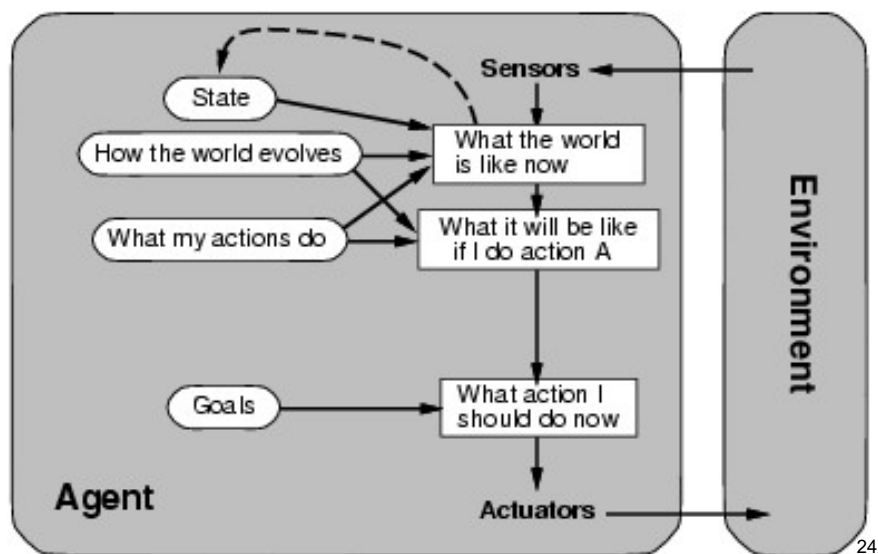 Sensors
State
What the world
is like now
How the world evolves
What my actions do
What it will be like
if I do action A
Goals
What action I
should do now
Agent
Actuators
Environment
24